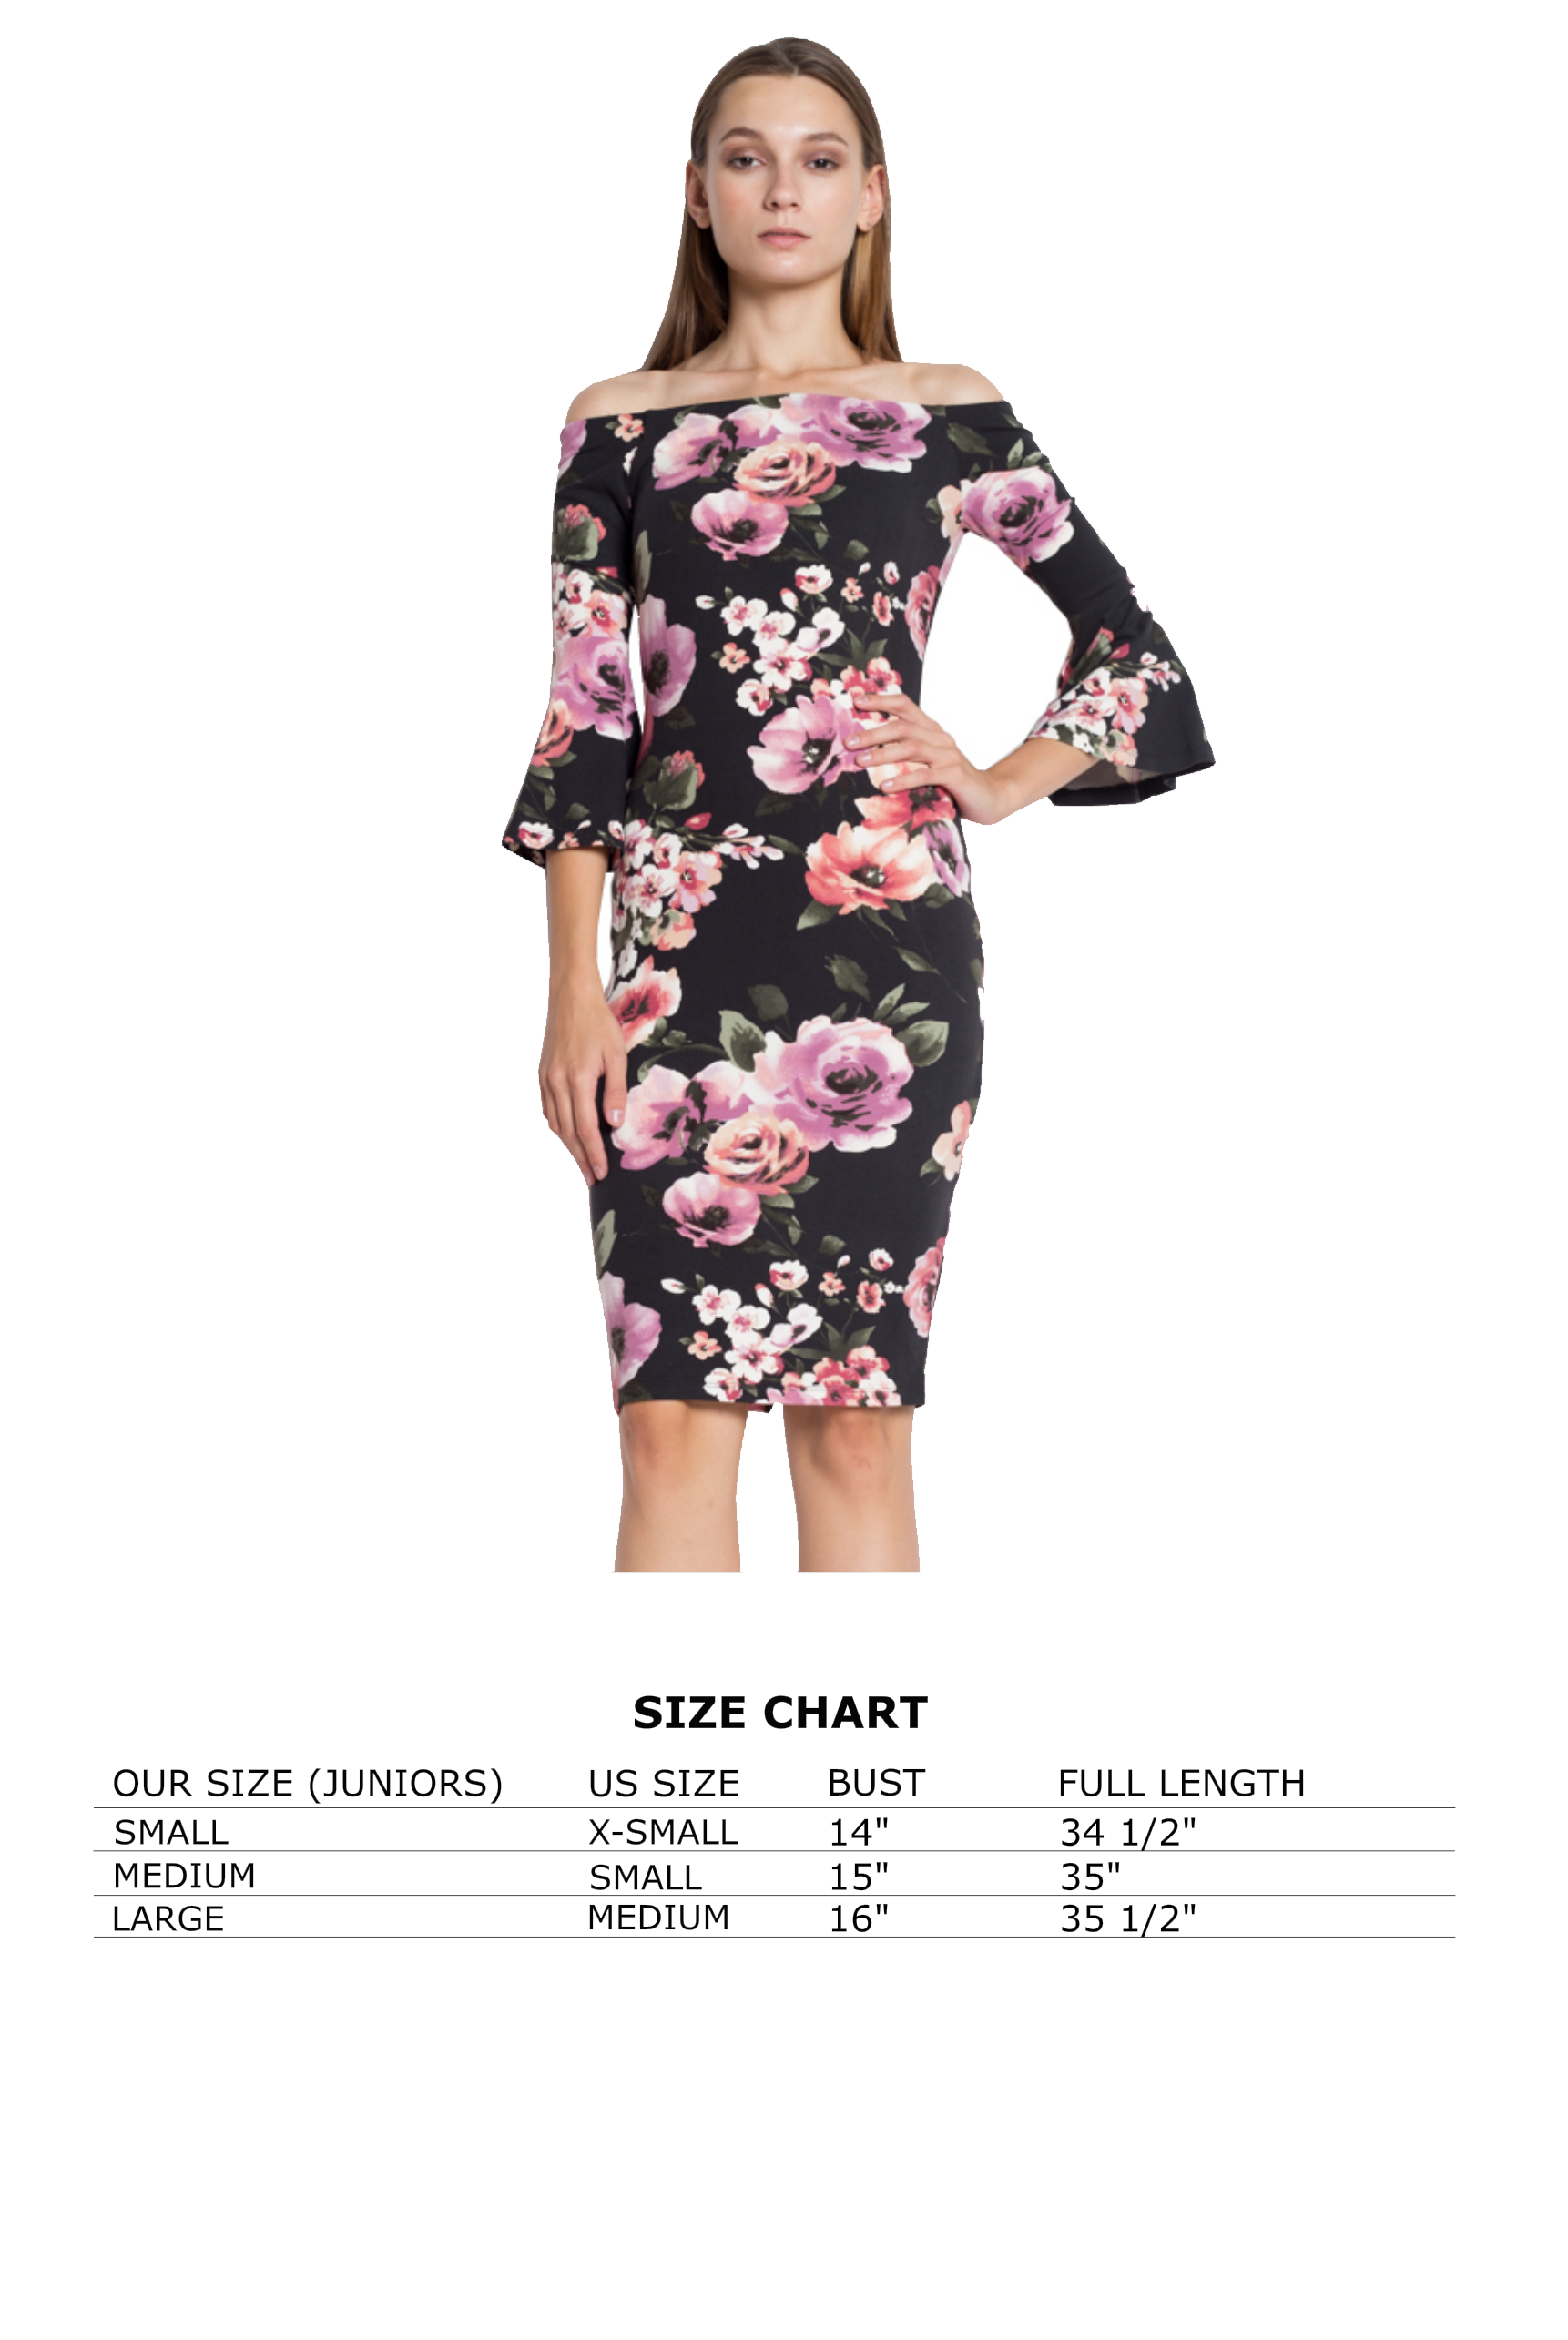 SIZE CHART
OUR SIZE (JUNIORS) US SIZE BUST FULL LENGTH
SMALL X-SMALL 14" 34 1/2"
MEDIUM SMALL 15" 35"
LARGE MEDIUM 16" 35 1/2"